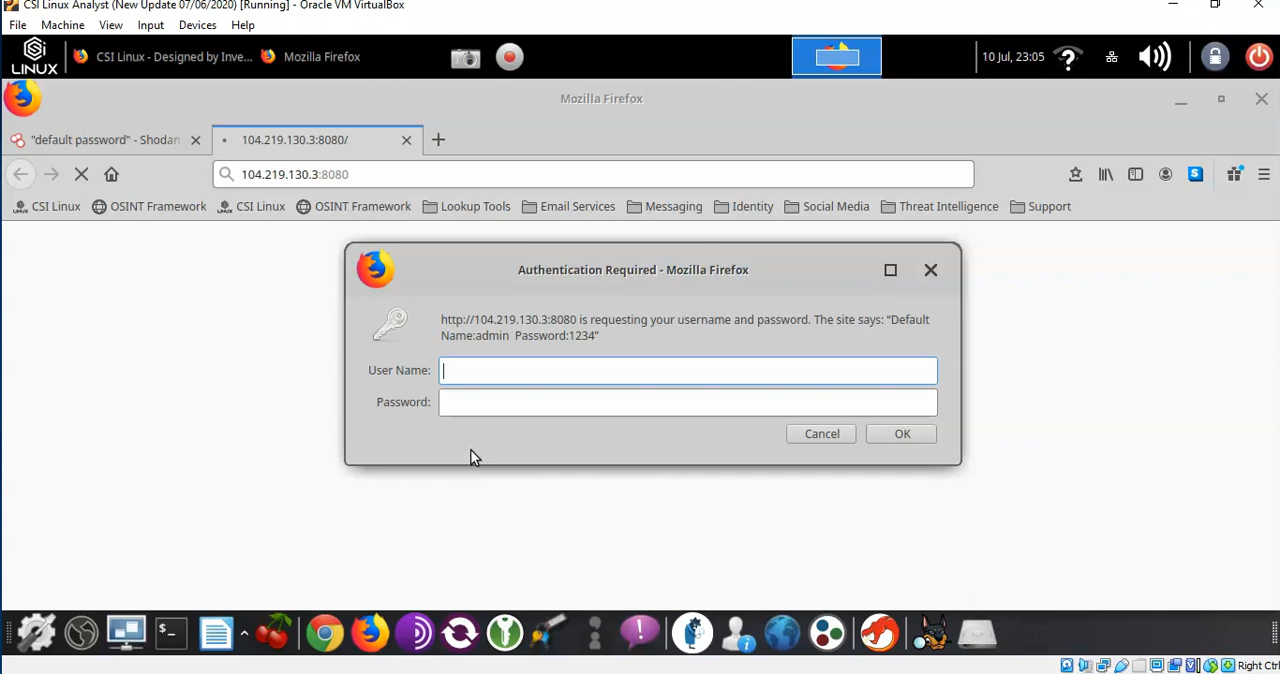 CSI Linux Analyst (New Update 07/06/2020) [Running] - Oracle VM VirtualBox
File Machine View Input Devices Help
CSI LINUX
CSI Linux - Designed by Inve... Mozilla Firefox 10 Jul, 23:05
Mozilla Firefox
"default password" - Shodan 104.219.130.3:8080/
104.219.130.3:8080
CSI Linux OSINT Framework CSI Linux OSINT Framework Lookup Tools Email Services Messaging Identity Social Media Threat Intelligence Support
Authentication Required - Mozilla Firefox
http://104.219.130.3:8080 is requesting your username and password. The site says: “Default
Name:admin Password:1234”
User Name:
Password:
Cancel OK
Right Ctrl